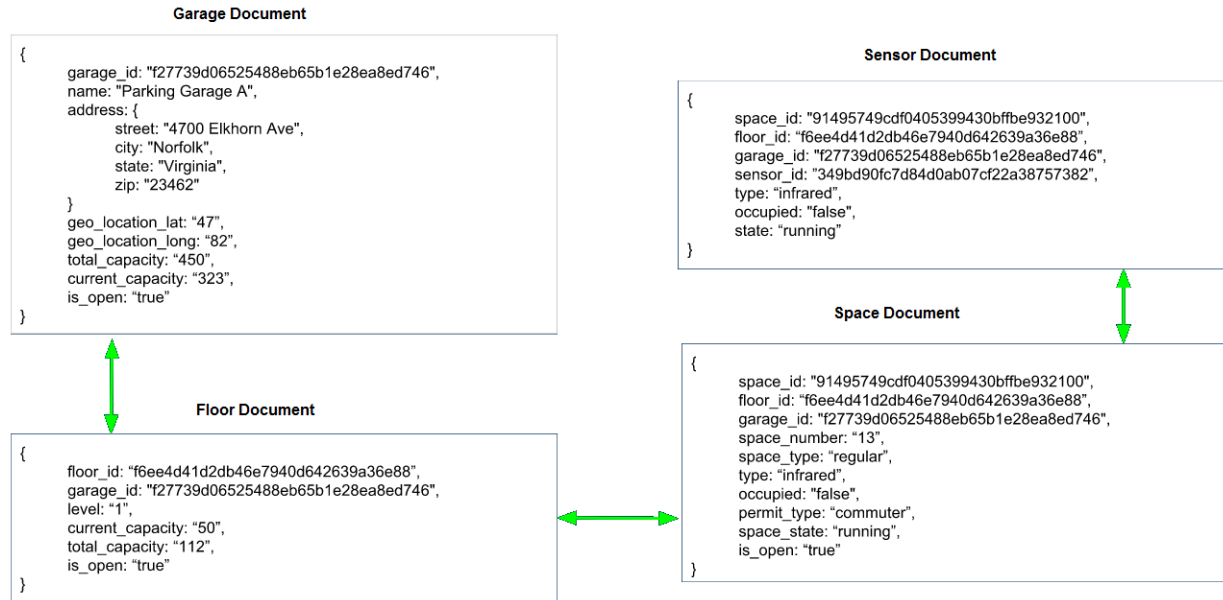 Garage Document
{
garage_id: "f27739d06525488eb65b1e28ea8ed746",
name: "Parking Garage A",
address: {
street: "4700 Elkhorn Ave",
city: "Norfolk",
state: "Virginia",
zip: "23462"
}
geo_location_lat: “47”,
geo_location_long: “82”,
total_capacity: “450”,
current_capacity: “323”,
is_open: “true”
}
Floor Document
{
floor_id: “f6ee4d41d2db46e7940d642639a36e88”,
garage_id: "f27739d06525488eb65b1e28ea8ed746",
level: “1”,
current_capacity: “50”,
total_capacity: “112”,
is_open: “true”
}
Sensor Document
{
space_id: "91495749cdf0405399430bffbe932100",
floor_id: “f6ee4d41d2db46e7940d642639a36e88”,
garage_id: "f27739d06525488eb65b1e28ea8ed746",
sensor_id: ”349bd90fc7d84d0ab07cf22a38757382”,
type: “infrared”,
occupied: "false",
state: “running”
}
Space Document
{
space_id: "91495749cdf0405399430bffbe932100",
floor_id: “f6ee4d41d2db46e7940d642639a36e88”,
garage_id: "f27739d06525488eb65b1e28ea8ed746",
space_number: “13”,
space_type: “regular”,
type: “infrared”,
occupied: "false”,
permit_type: “commuter”,
space_state: “running”,
is_open: “true”
}